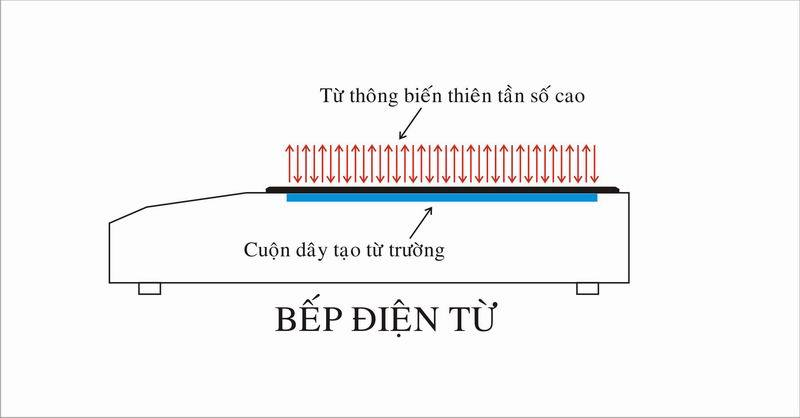 Từ thông biến thiên tần số cao
Cuộn dây tạo từ trường
BẾP ĐIỆN TỪ